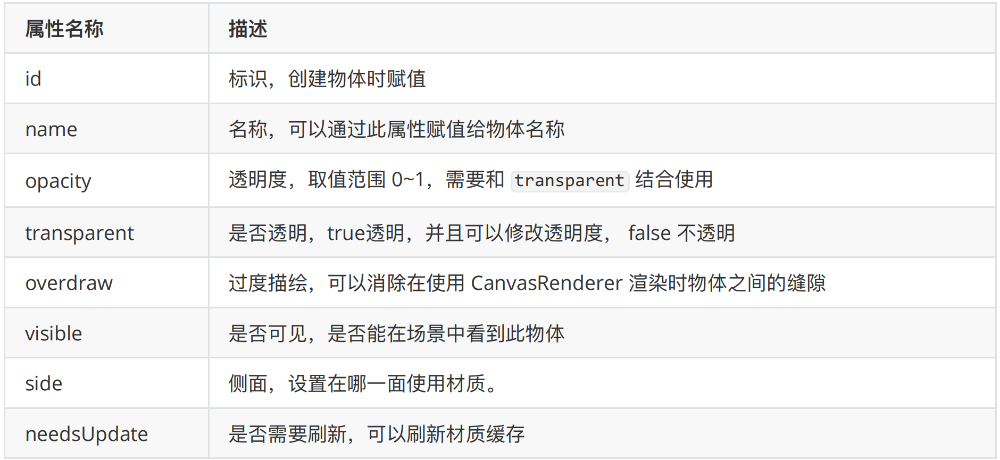 属性名称 描述
id 标识，创建物体时赋值
name 名称，可以通过此属性赋值给物体名称
opacity 透明度，取值范围 0~1，需要和 transparent 结合使用
transparent 是否透明，true透明，并且可以修改透明度， false 不透明
overdraw 过度描绘，可以消除在使用 CanvasRenderer 渲染时物体之间的缝隙
visible 是否可见，是否能在场景中看到此物体
side 侧面，设置在哪一面使用材质。
needsUpdate 是否需要刷新，可以刷新材质缓存